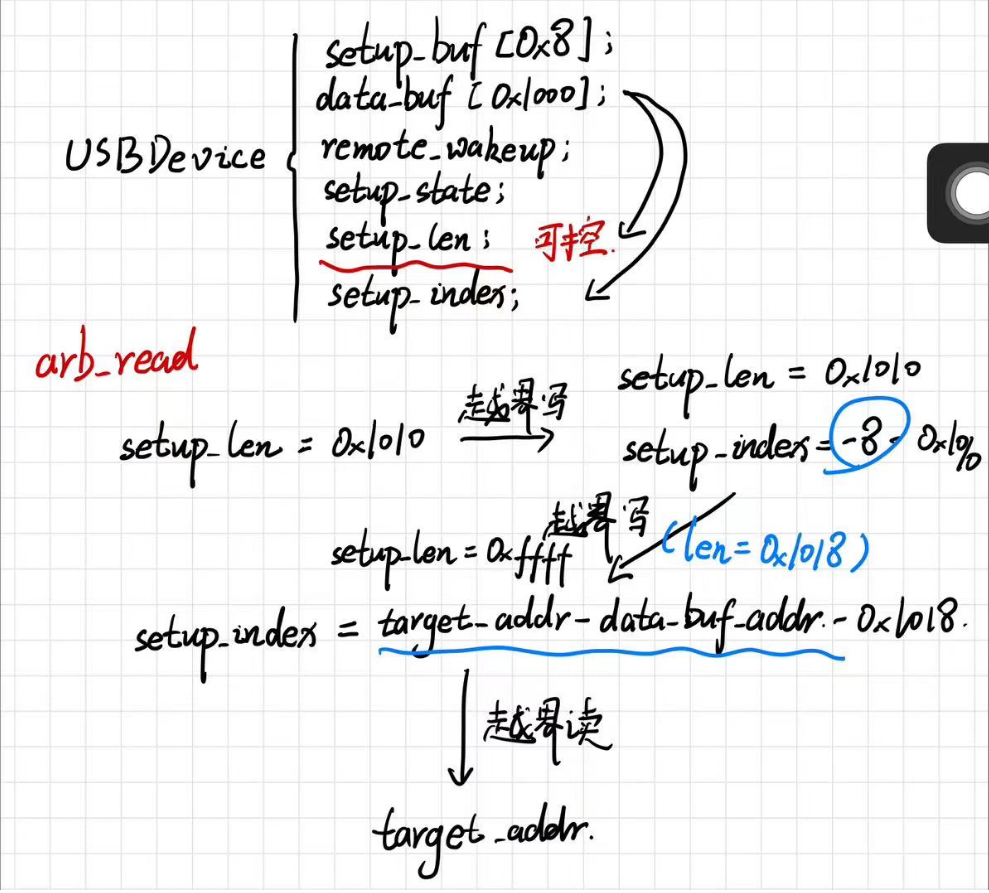 setup_buf [0x8];
data_buf [0x1000];
USBDevice
remote_wakeup;
setup_state;
setup_len; 可控.
setup_index;
arb_read
setup_len = 0x1010
越界写
setup_len = 0x1010
setup_index = -8 - 0x1010
越界写
(len=0x1018)
setup_len = 0xffff
setup_index = target_addr - data_buf_addr. - 0x1018.
越界读
target_addr.